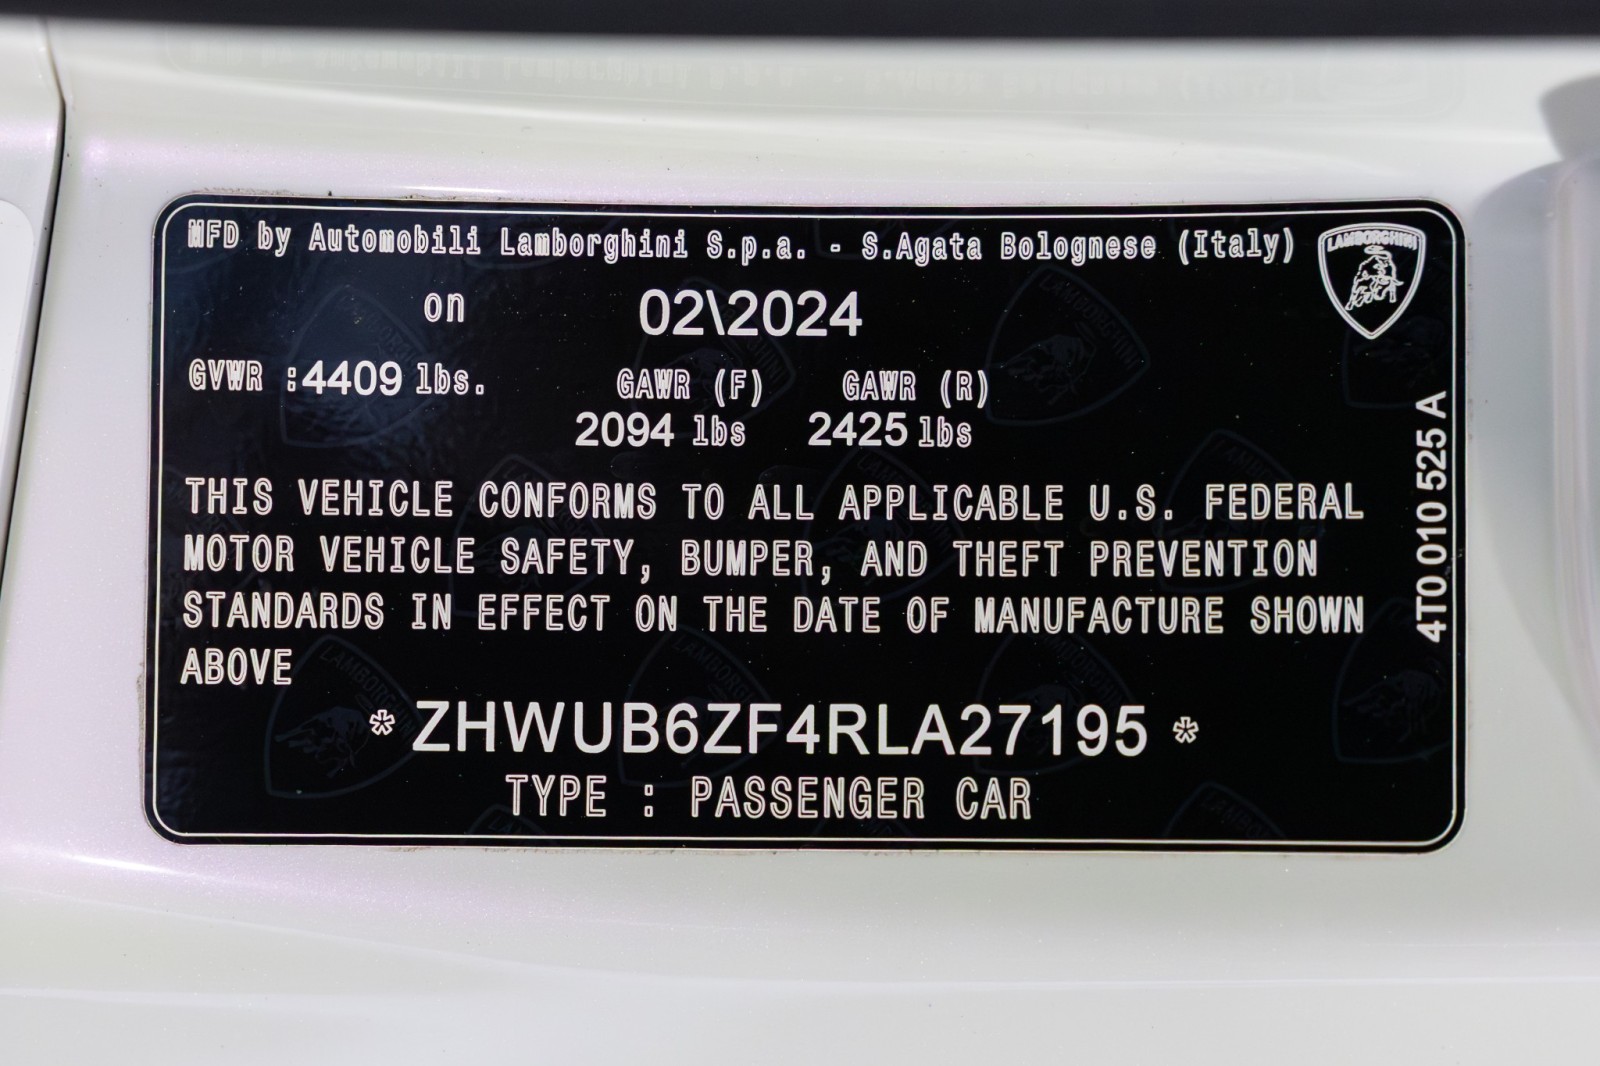 MFD by Automobili Lamborghini S.p.a. - S.Agata Bolognese (Italy)
LAMBORGHINI
on 02\2024
GVWR :4409 lbs. GAWR (F) GAWR (R)
2094 lbs 2425 lbs
THIS VEHICLE CONFORMS TO ALL APPLICABLE U.S. FEDERAL
MOTOR VEHICLE SAFETY, BUMPER, AND THEFT PREVENTION
STANDARDS IN EFFECT ON THE DATE OF MANUFACTURE SHOWN
ABOVE
* ZHWUB6ZF4RLA27195 *
TYPE : PASSENGER CAR
4T0 010 525 A